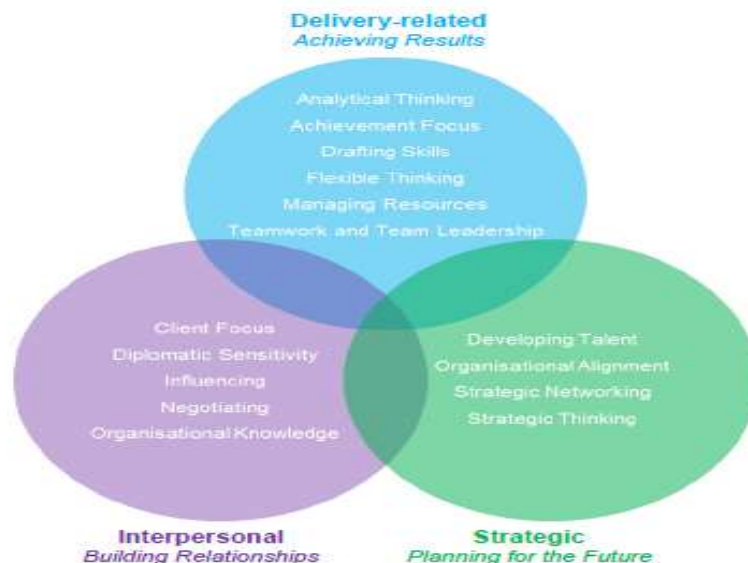 Delivery-related
Achieving Results
Analytical Thinking
Achievement Focus
Drafting Skills
Flexible Thinking
Managing Resources
Teamwork and Team Leadership
Client Focus
Diplomatic Sensitivity
Influencing
Negotiating
Organisational Knowledge
Developing Talent
Organisational Alignment
Strategic Networking
Strategic Thinking
Interpersonal
Building Relationships
Strategic
Planning for the Future